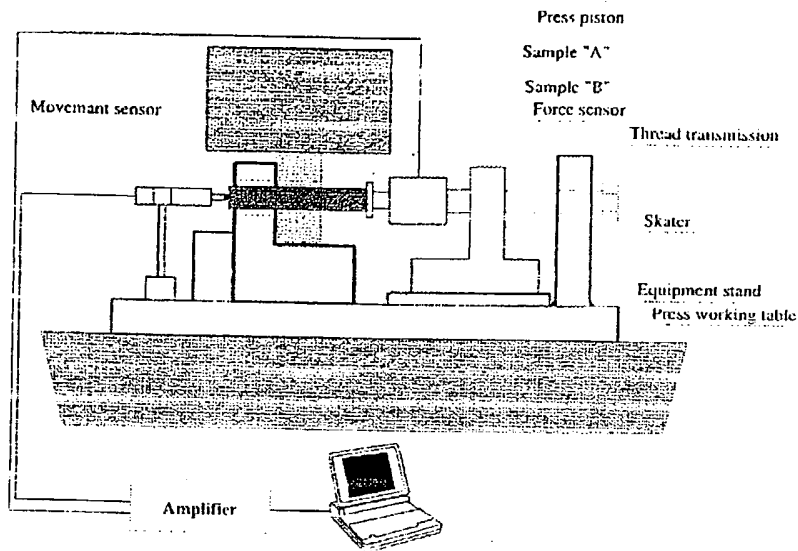 Press piston
Sample "A"
Movemant sensor
Sample "B"
Force sensor
Thread transmission
Skater
Equipment stand
Press working table
Amplifier